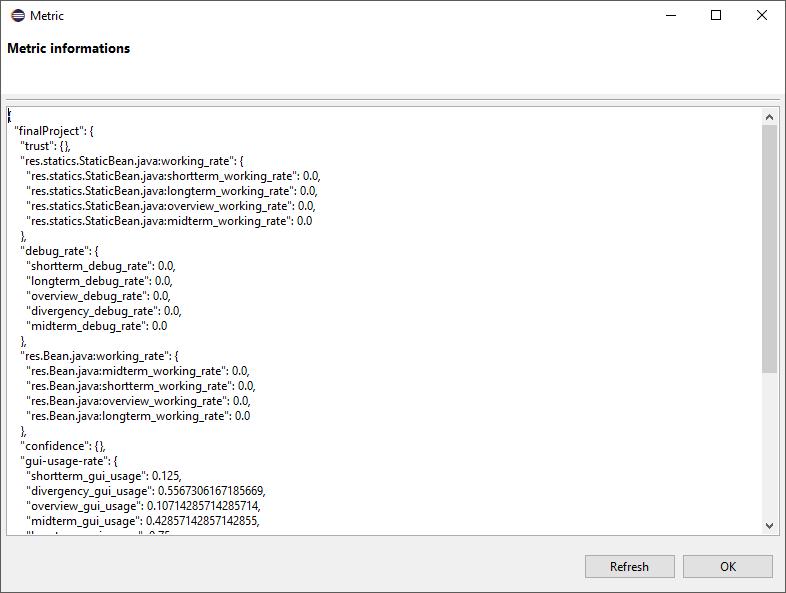 Metric
Metric informations
{
"finalProject": {
"trust": {},
"res.statics.StaticBean.java:working_rate": {
"res.statics.StaticBean.java:shortterm_working_rate": 0.0,
"res.statics.StaticBean.java:longterm_working_rate": 0.0,
"res.statics.StaticBean.java:overview_working_rate": 0.0,
"res.statics.StaticBean.java:midterm_working_rate": 0.0
},
"debug_rate": {
"shortterm_debug_rate": 0.0,
"longterm_debug_rate": 0.0,
"overview_debug_rate": 0.0,
"divergency_debug_rate": 0.0,
"midterm_debug_rate": 0.0
},
"res.Bean.java:working_rate": {
"res.Bean.java:midterm_working_rate": 0.0,
"res.Bean.java:shortterm_working_rate": 0.0,
"res.Bean.java:overview_working_rate": 0.0,
"res.Bean.java:longterm_working_rate": 0.0
},
"confidence": {},
"gui-usage-rate": {
"shortterm_gui_usage": 0.125,
"divergency_gui_usage": 0.5567306167185669,
"overview_gui_usage": 0.10714285714285714,
"midterm_gui_usage": 0.42857142857142855,
Refresh
OK